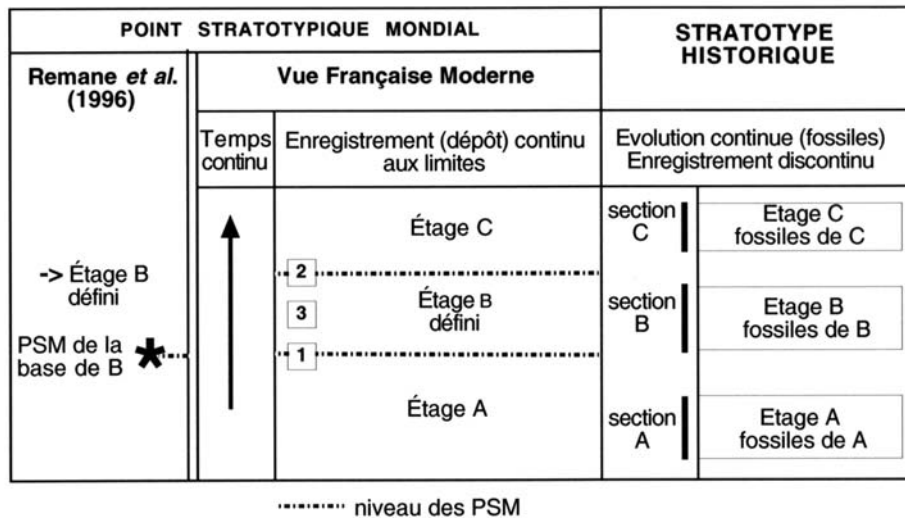 POINT STRATOTYPIQUE MONDIAL
STRATOTYPE
HISTORIQUE
Remane et al.
(1996)
Vue Française Moderne
Temps
continu
Enregistrement (dépôt) continu
aux limites
Evolution continue (fossiles)
Enregistrement discontinu
-> Étage B
défini
PSM de la
base de B
Étage C
2
3
Étage B
défini
1
Étage A
section
C
Etage C
fossiles de C
section
B
Etage B
fossiles de B
section
A
Etage A
fossiles de A
niveau des PSM